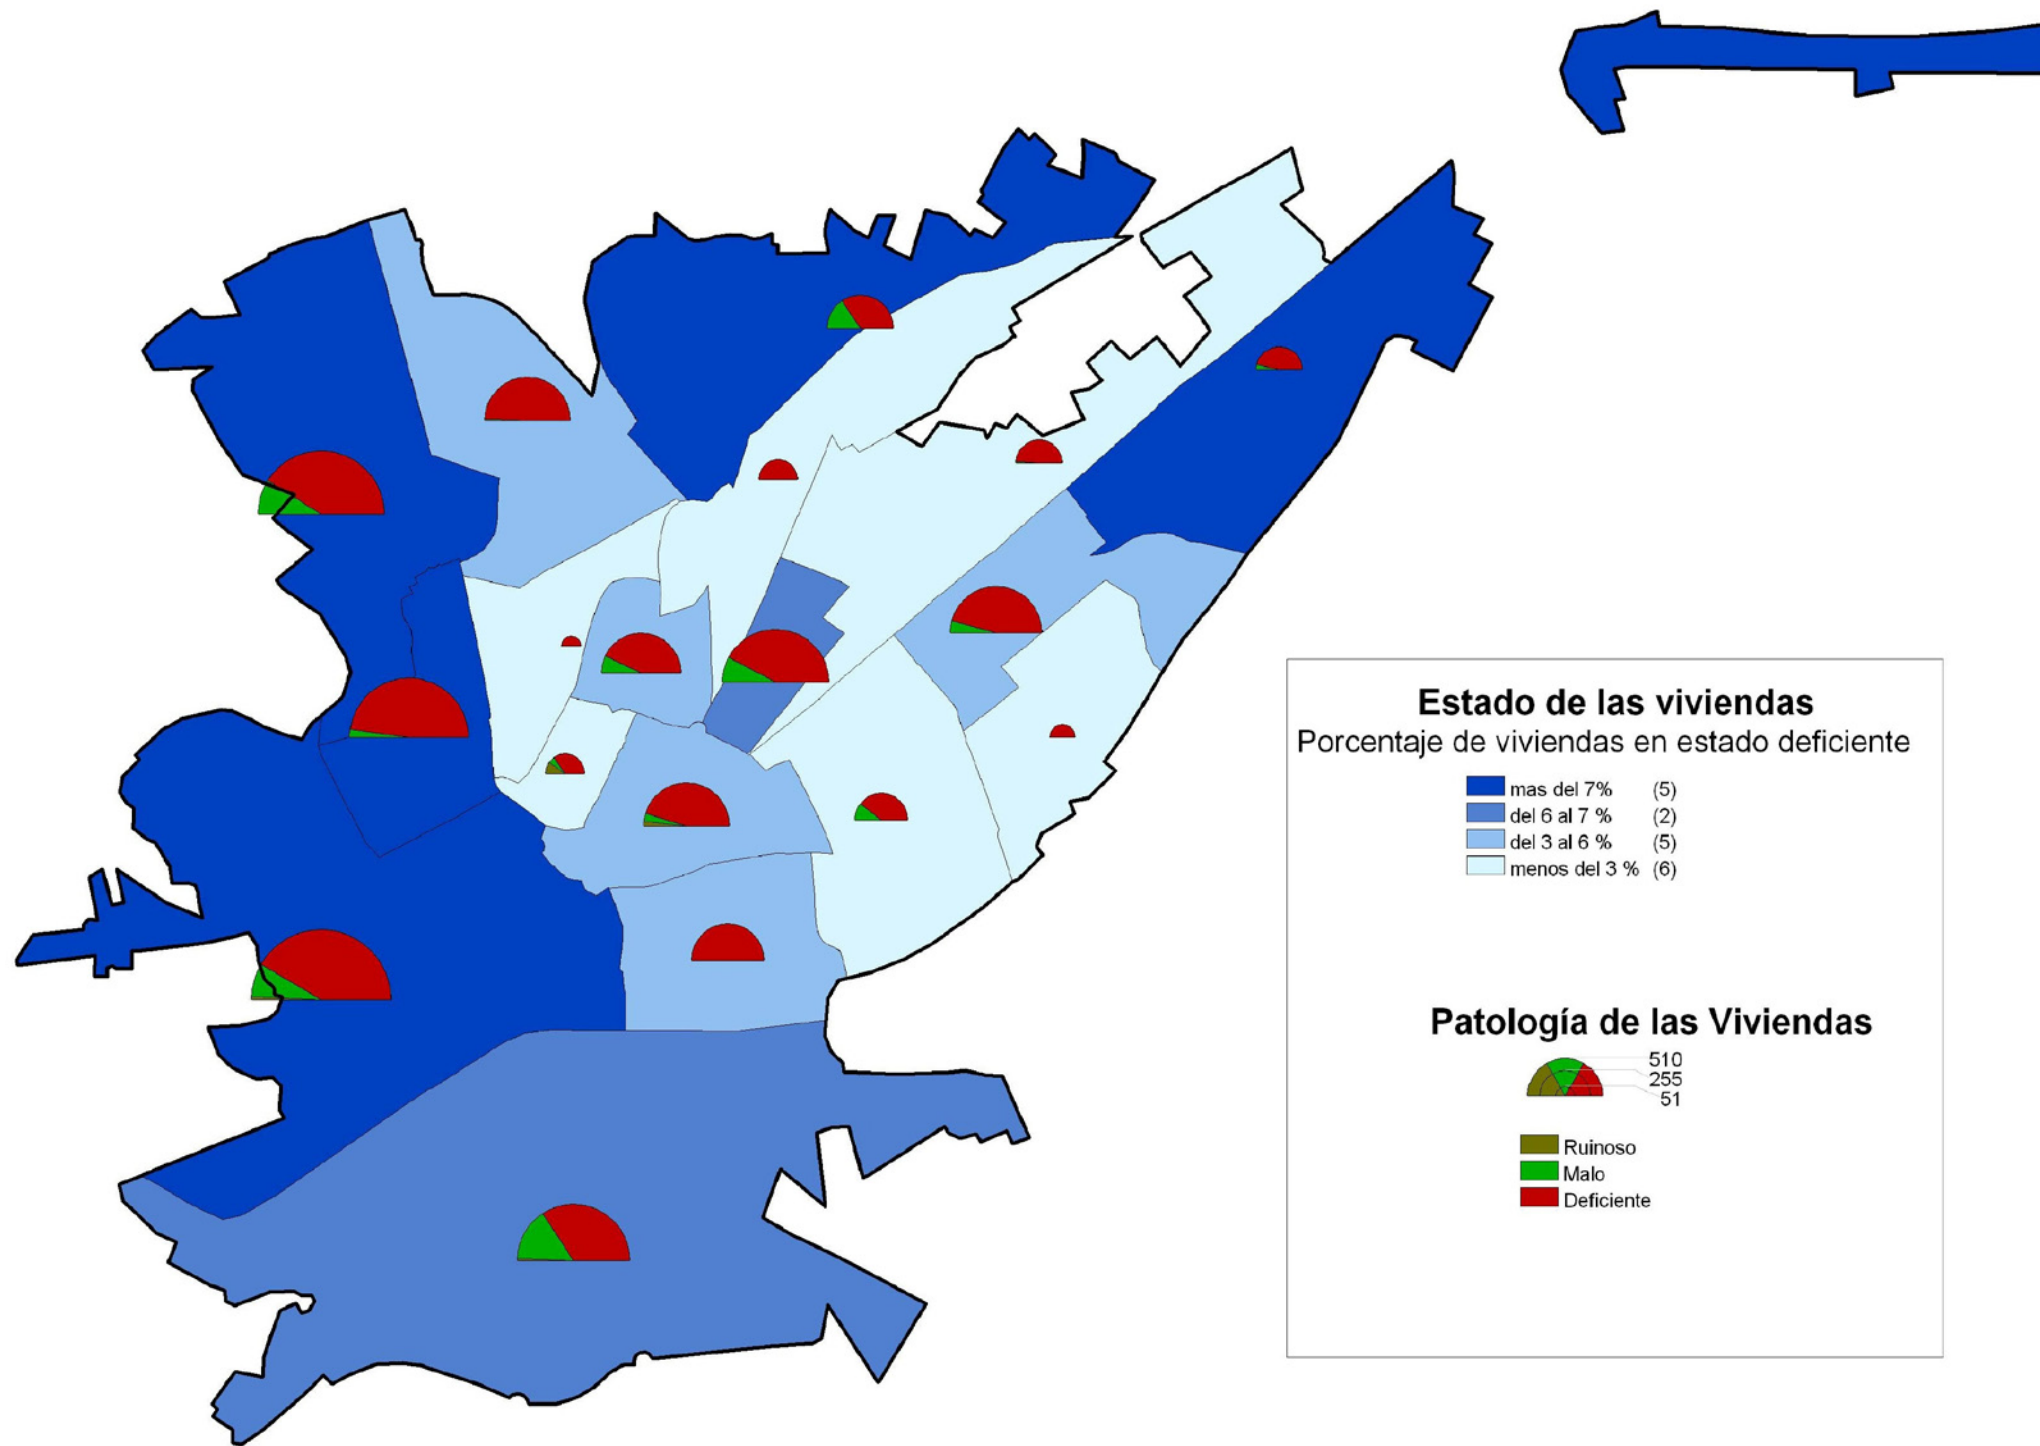 Estado de las viviendas
Porcentaje de viviendas en estado deficiente
mas del 7% (5)
del 6 al 7 % (2)
del 3 al 6 % (5)
menos del 3 % (6)
Patología de las Viviendas
510
255
51
Ruinoso
Malo
Deficiente